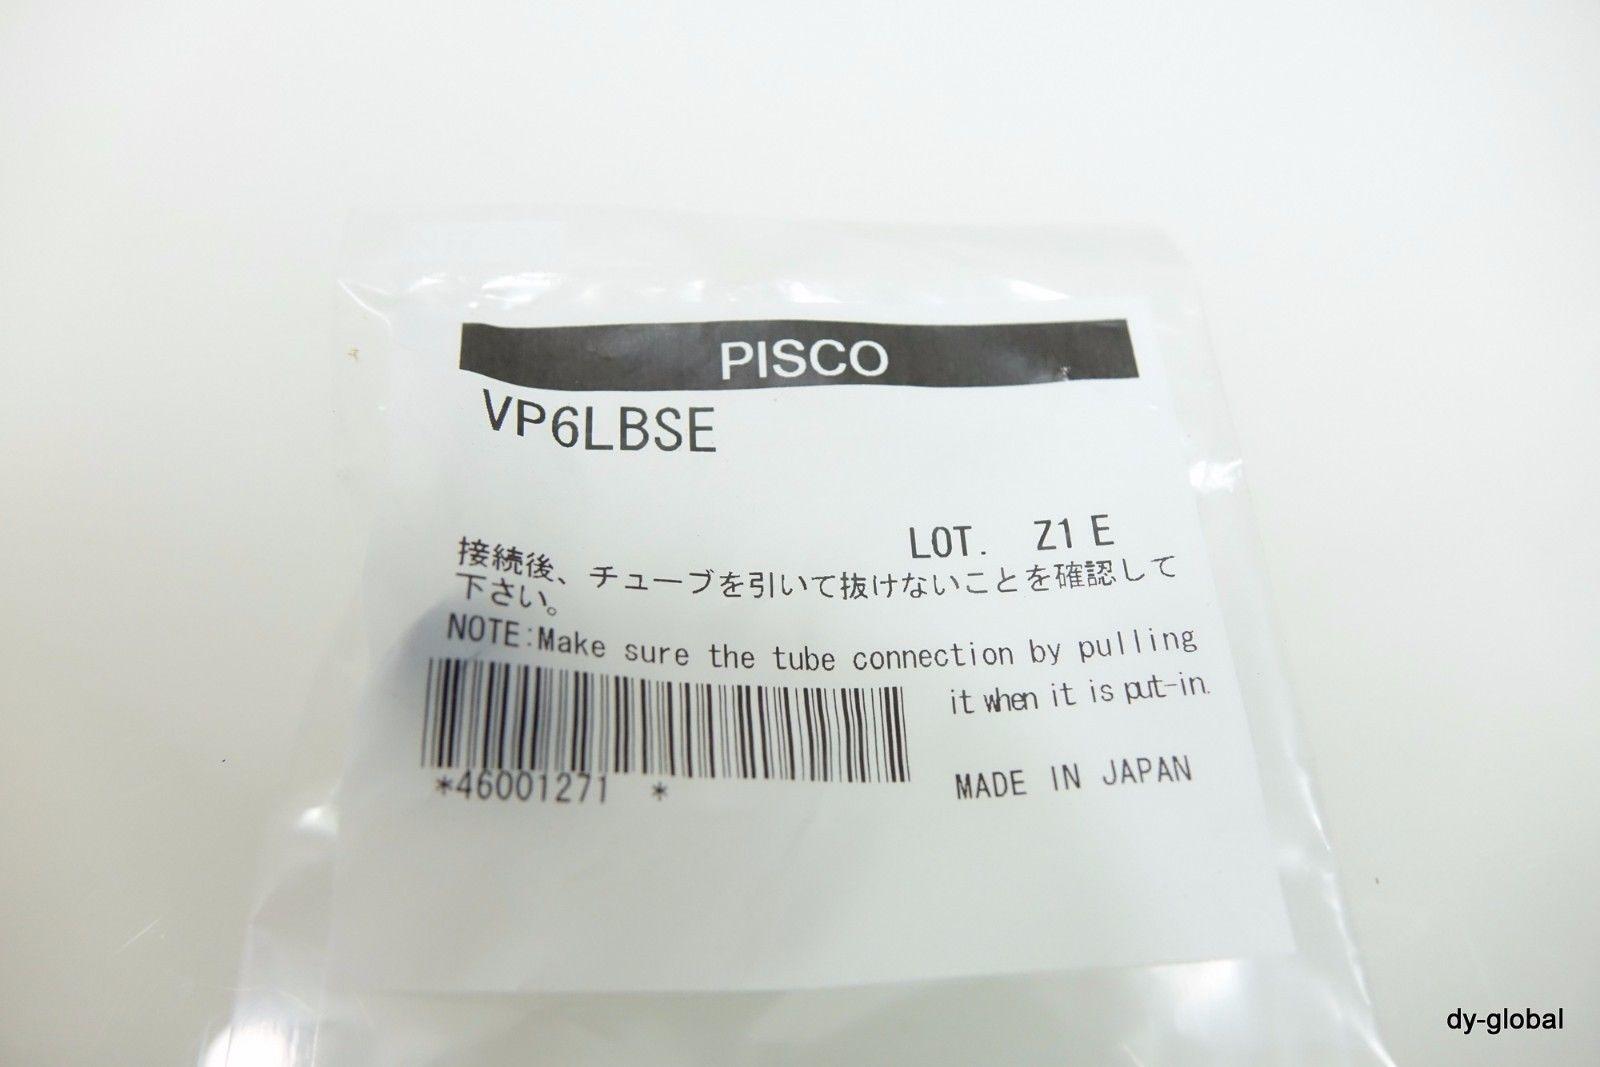 PISCO
VP6LBSE
LOT. Z1 E
接続後、チューブを引いて抜けないことを確認して
下さい。
NOTE:Make sure the tube connection by pulling
it when it is put-in.
*46001271 *
MADE IN JAPAN
dy-global